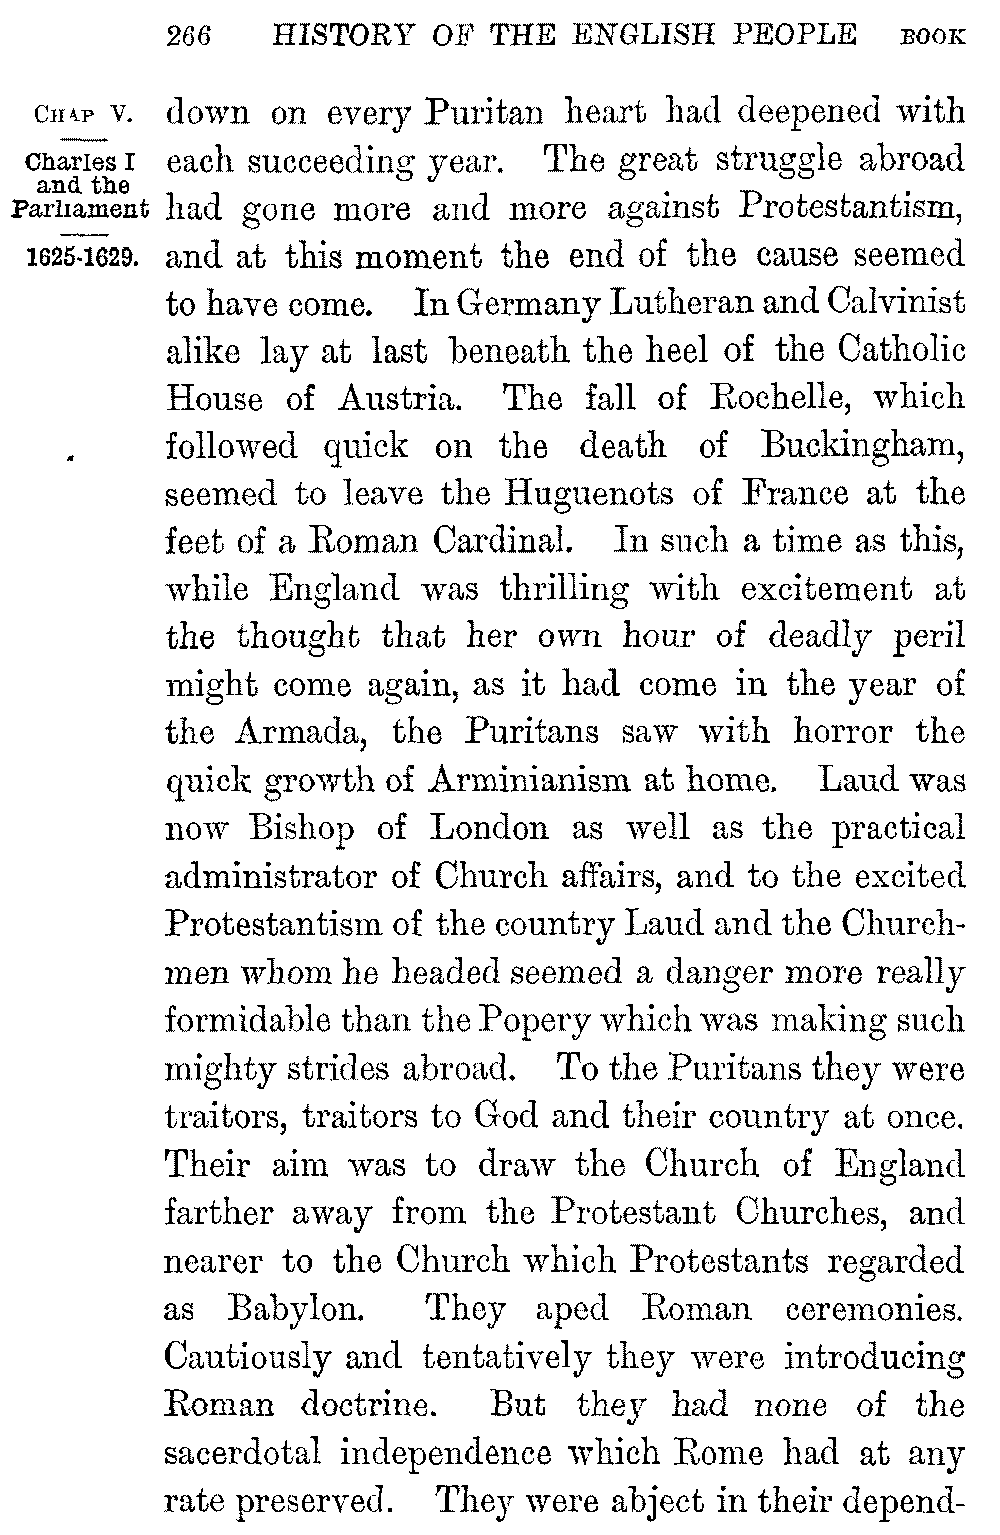 266 HISTORY OF THE ENGLISH PEOPLE BOOK
CHAP V.
Charles I
and the
Parliament
1625-1629.
down on every Puritan heart had deepened with
each succeeding year. The great struggle abroad
had gone more and more against Protestantism,
and at this moment the end of the cause seemed
to have come. In Germany Lutheran and Calvinist
alike lay at last beneath the heel of the Catholic
House of Austria. The fall of Rochelle, which
followed quick on the death of Buckingham,
seemed to leave the Huguenots of France at the
feet of a Roman Cardinal. In such a time as this,
while England was thrilling with excitement at
the thought that her own hour of deadly peril
might come again, as it had come in the year of
the Armada, the Puritans saw with horror the
quick growth of Arminianism at home. Laud was
now Bishop of London as well as the practical
administrator of Church affairs, and to the excited
Protestantism of the country Laud and the Church-
men whom he headed seemed a danger more really
formidable than the Popery which was making such
mighty strides abroad. To the Puritans they were
traitors, traitors to God and their country at once.
Their aim was to draw the Church of England
farther away from the Protestant Churches, and
nearer to the Church which Protestants regarded
as Babylon. They aped Roman ceremonies.
Cautiously and tentatively they were introducing
Roman doctrine. But they had none of the
sacerdotal independence which Rome had at any
rate preserved. They were abject in their depend-